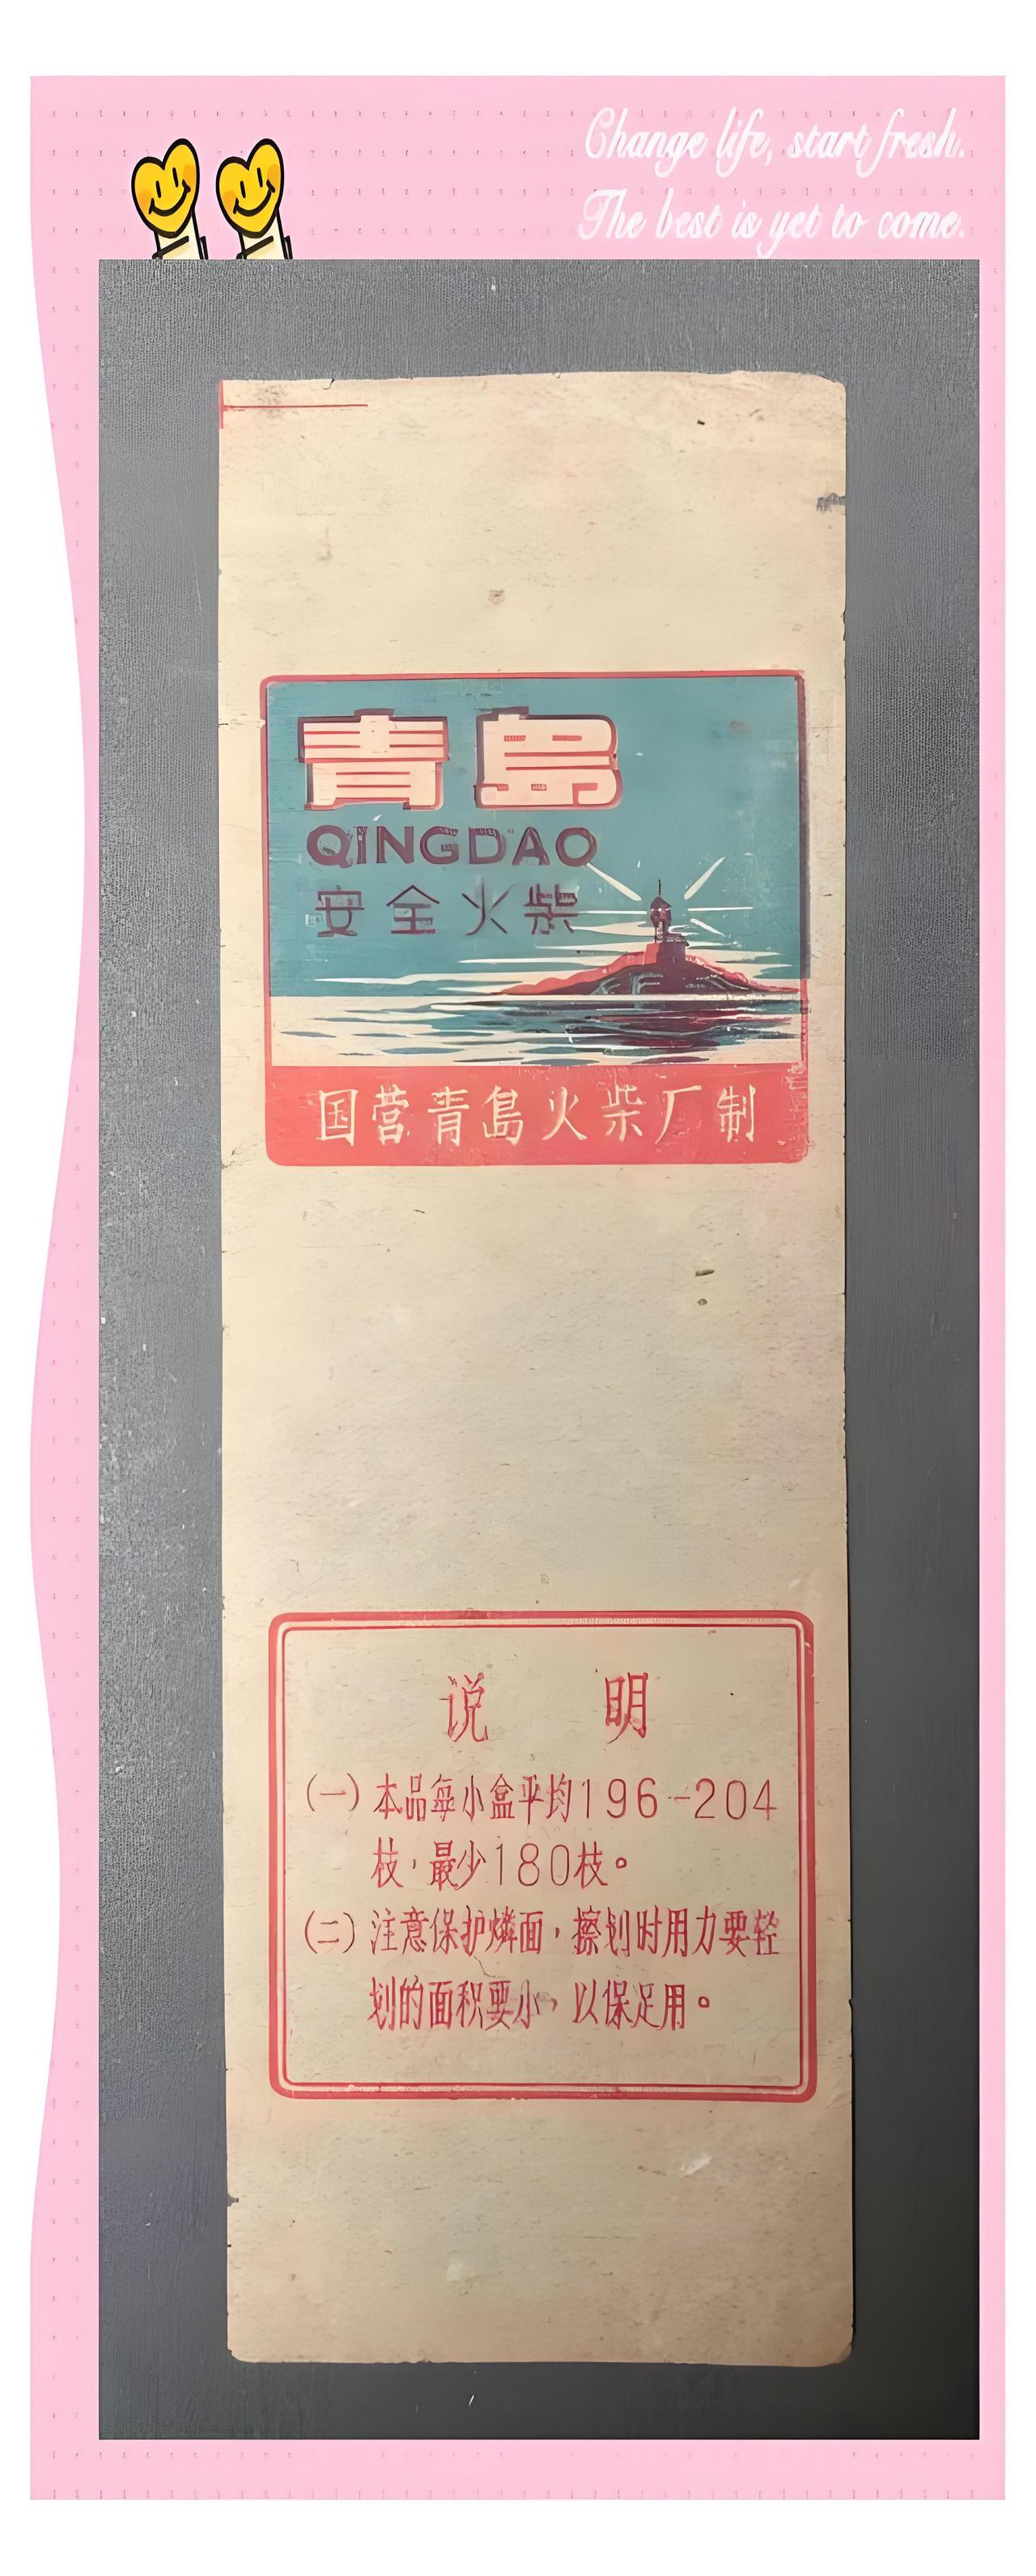 Change life, start fresh.
The best is yet to come.
青島
QINGDAO
安全火柴
国营青島火柴厂制
说 明
(一)本品每小盒平均196-204
枝,最少180枝。
(二)注意保护燐面,擦划时用力要轻
划的面积要小,以保足用。